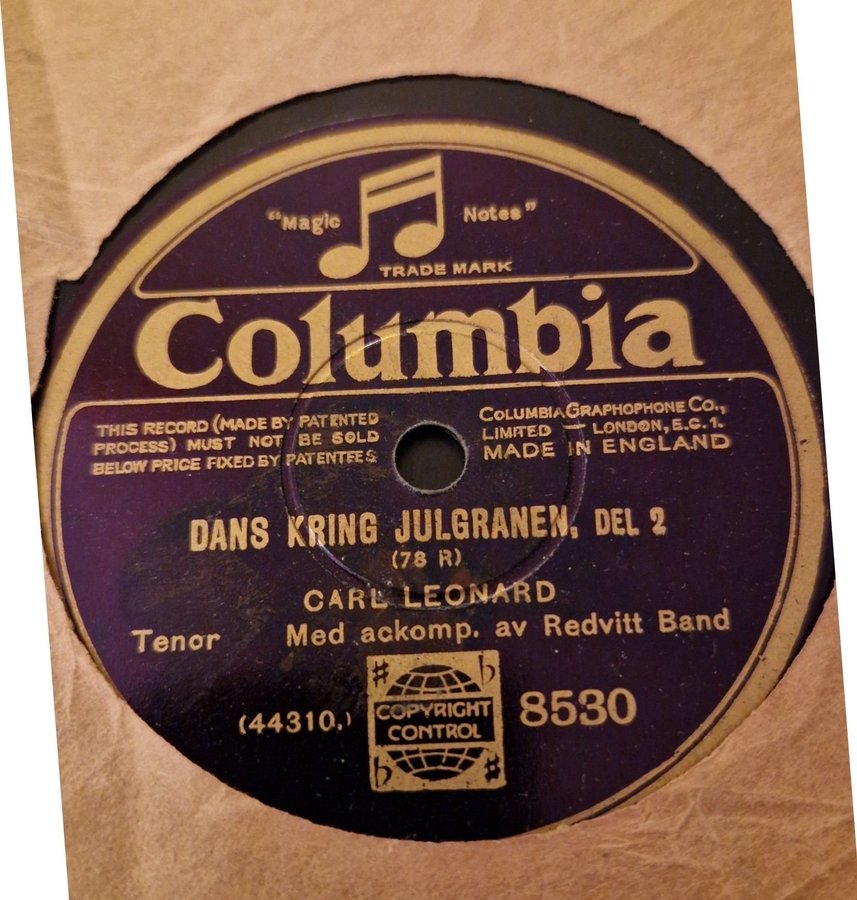 "Magic Notes"
TRADE MARK
Columbia
THIS RECORD (MADE BY PATENTED
PROCESS) MUST NOT BE SOLD
BELOW PRICE FIXED BY PATENTEES
COLUMBIA GRAPHOPHONE CO.,
LIMITED — LONDON, E.C.1.
MADE IN ENGLAND
DANS KRING JULGRANEN, DEL 2
(78 R)
CARL LEONARD
Tenor Med ackomp. av Redvitt Band
(44310.) 8530
COPYRIGHT
CONTROL